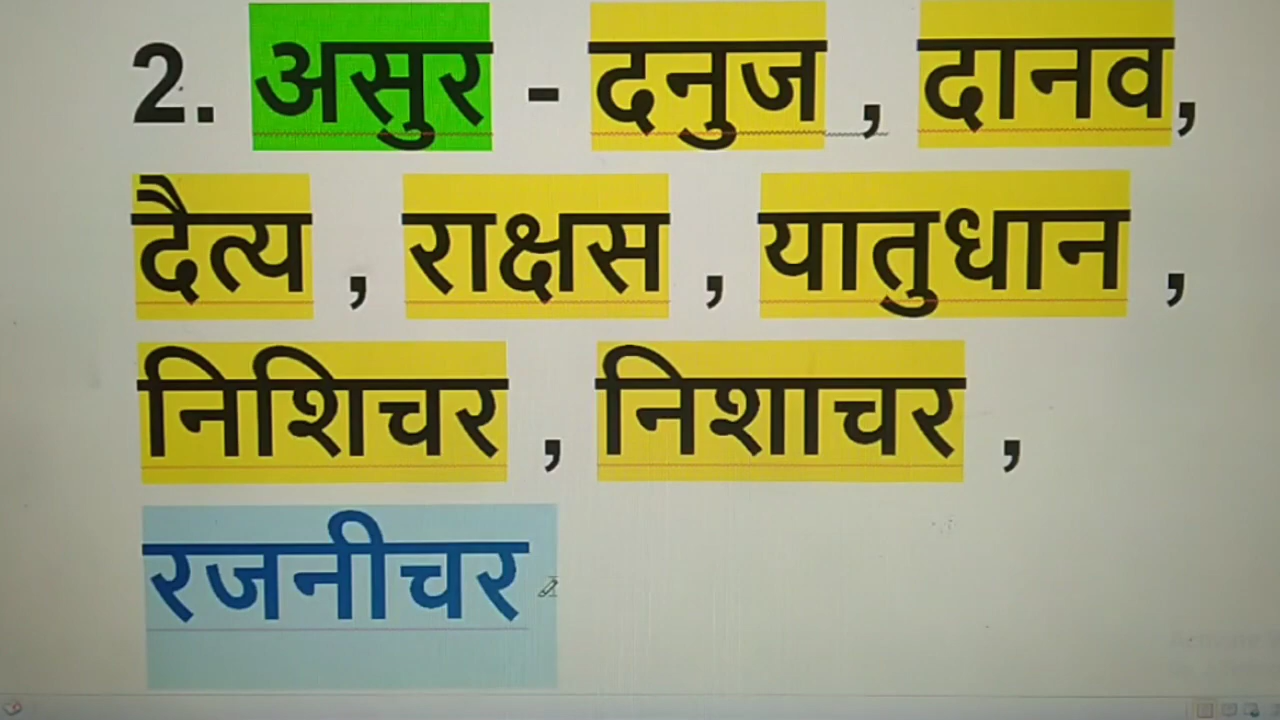 2. असुर - दनुज , दानव,
दैत्य , राक्षस , यातुधान ,
निशिचर , निशाचर ,
रजनीचर